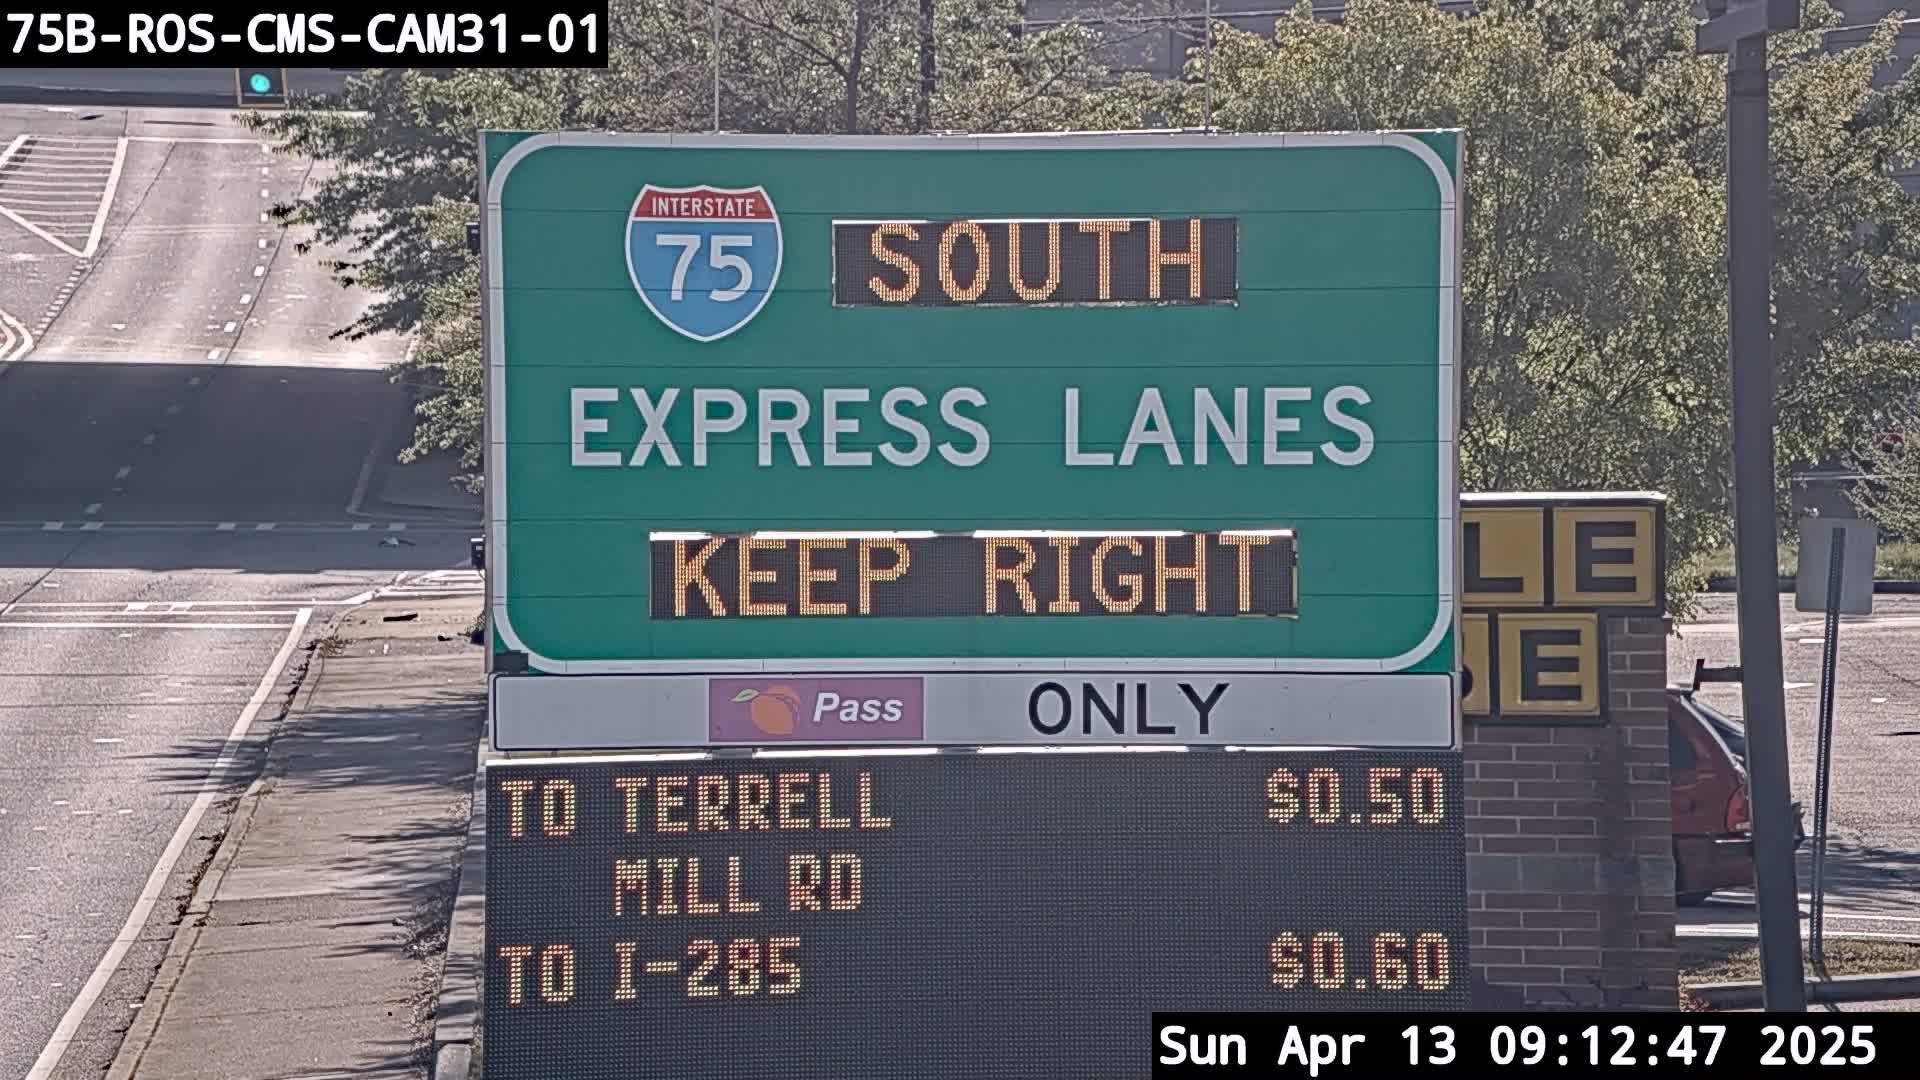 75B-ROS-CMS-CAM31-01
INTERSTATE
75
SOUTH
EXPRESS LANES
KEEP RIGHT
Pass ONLY
LE
E
TO TERRELL $0.50
MILL RD
TO I-285 $0.60
Sun Apr 13 09:12:47 2025